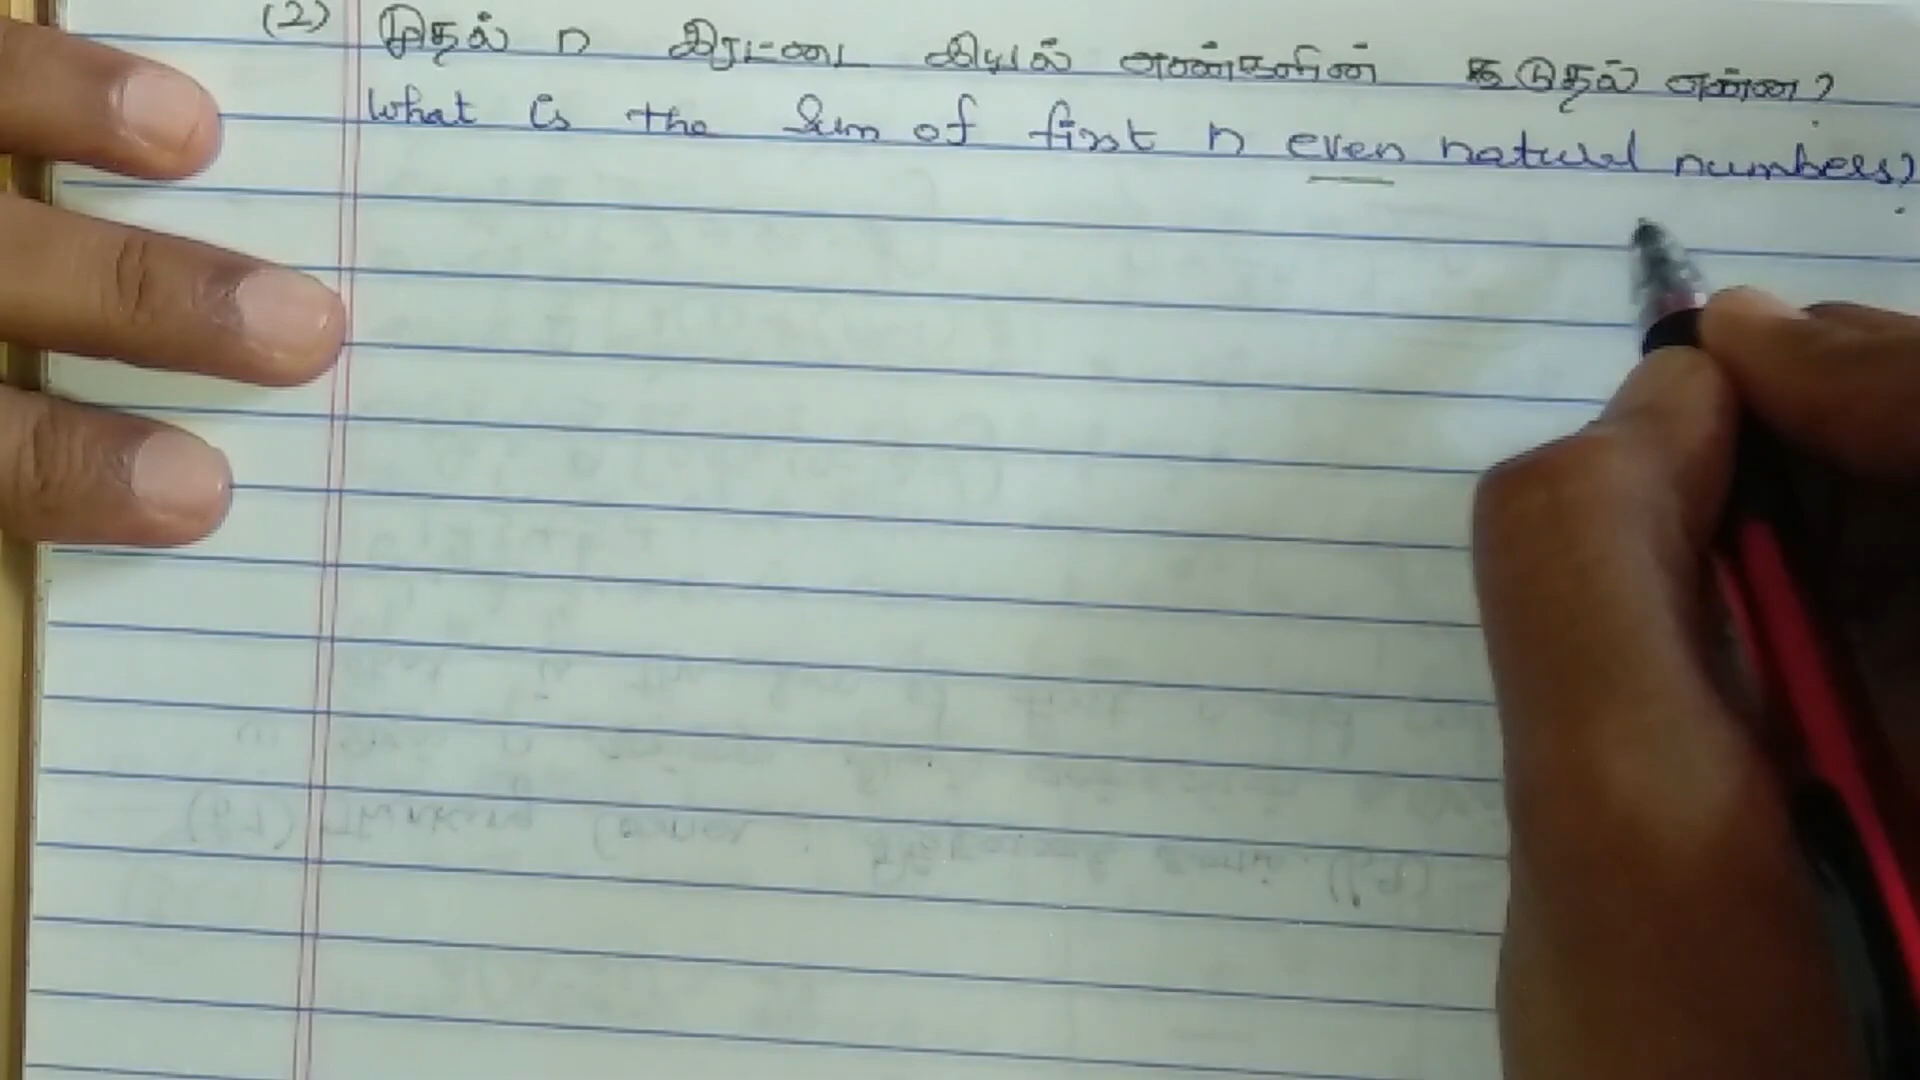 (2) முதல் n இரட்டை இயல் எண்களின் கூடுதல் என்ன?
What is the Sum of first n even natural numbers?